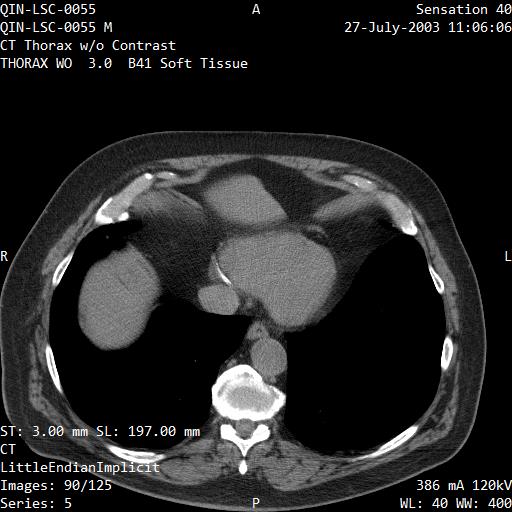 QIN-LSC-0055
A
Sensation 40
QIN-LSC-0055 M
27-July-2003 11:06:06
CT Thorax w/o Contrast
THORAX WO 3.0 B41 Soft Tissue
R
L
ST: 3.00 mm SL: 197.00 mm
CT
LittleEndianImplicit
Images: 90/125
386 mA 120kV
Series: 5
P
WL: 40 WW: 400